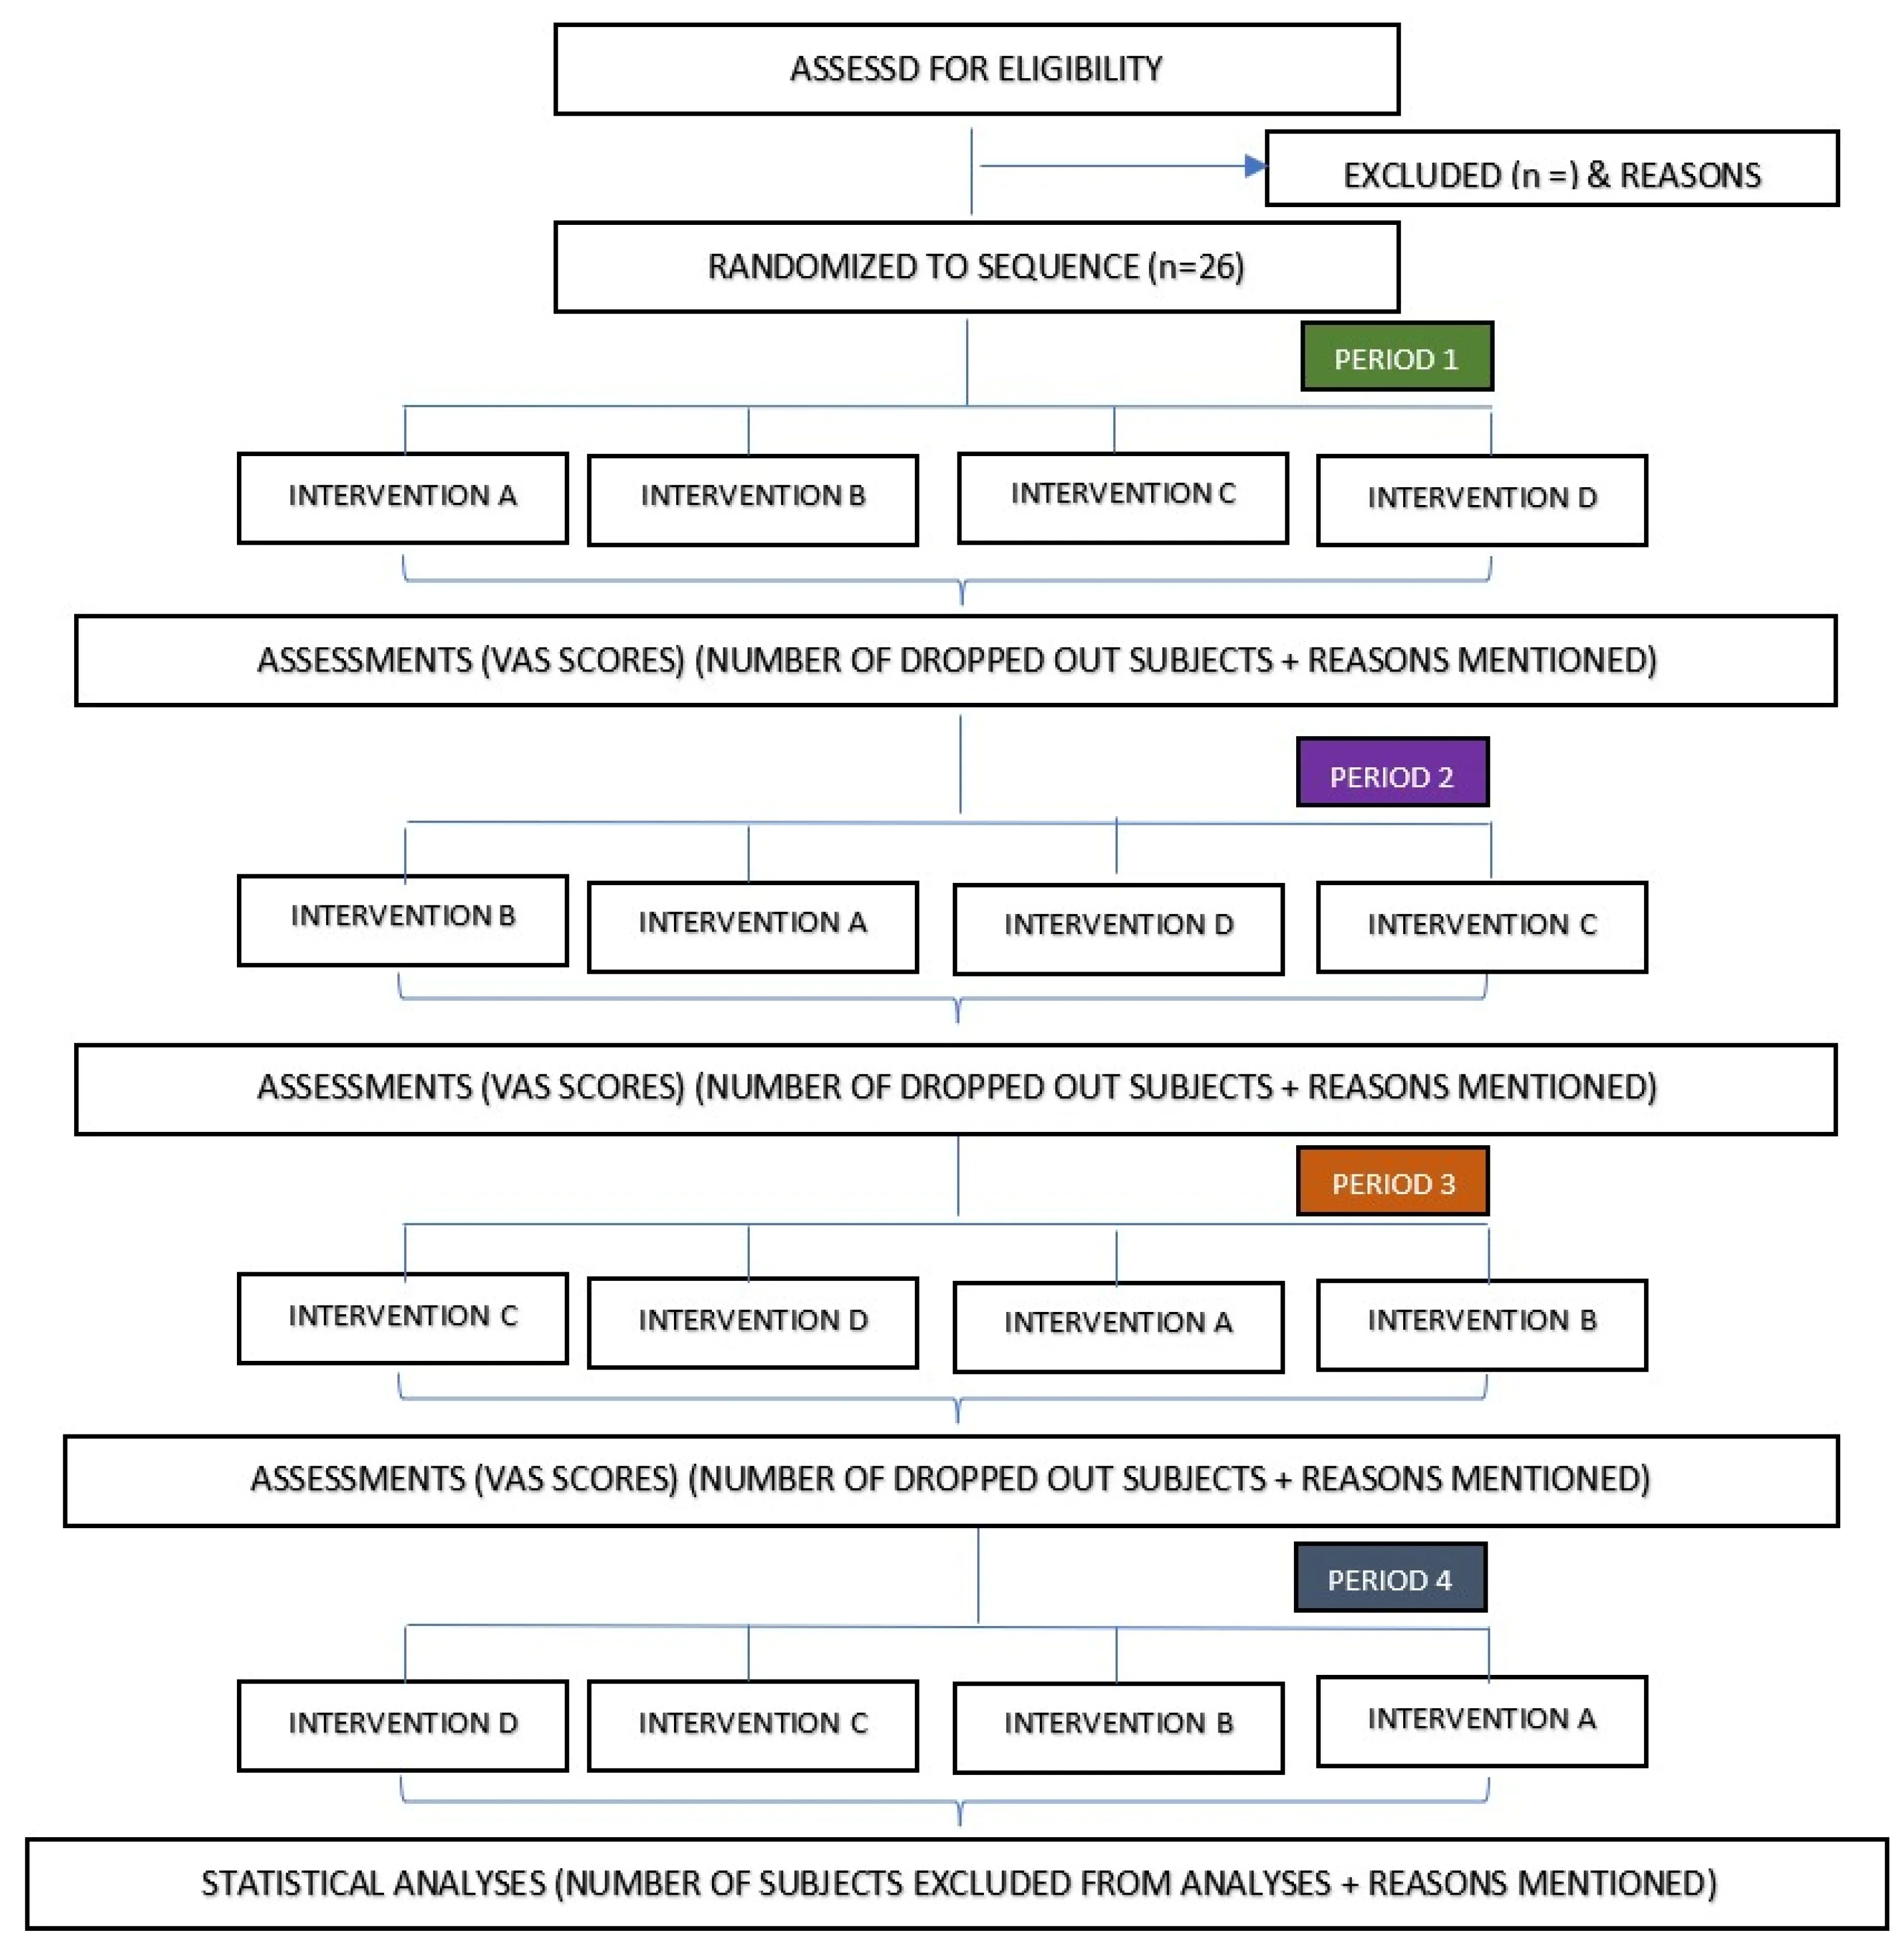 ASSESSD FOR ELIGIBILITY
EXCLUDED (n =) & REASONS
RANDOMIZED TO SEQUENCE (n=26)
PERIOD 1
INTERVENTION A
INTERVENTION B
INTERVENTION C
INTERVENTION D
ASSESSMENTS (VAS SCORES) (NUMBER OF DROPPED OUT SUBJECTS + REASONS MENTIONED)
PERIOD 2
INTERVENTION B
INTERVENTION A
INTERVENTION D
INTERVENTION C
ASSESSMENTS (VAS SCORES) (NUMBER OF DROPPED OUT SUBJECTS + REASONS MENTIONED)
PERIOD 3
INTERVENTION C
INTERVENTION D
INTERVENTION A
INTERVENTION B
ASSESSMENTS (VAS SCORES) (NUMBER OF DROPPED OUT SUBJECTS + REASONS MENTIONED)
PERIOD 4
INTERVENTION D
INTERVENTION C
INTERVENTION B
INTERVENTION A
STATISTICAL ANALYSES (NUMBER OF SUBJECTS EXCLUDED FROM ANALYSES + REASONS MENTIONED)